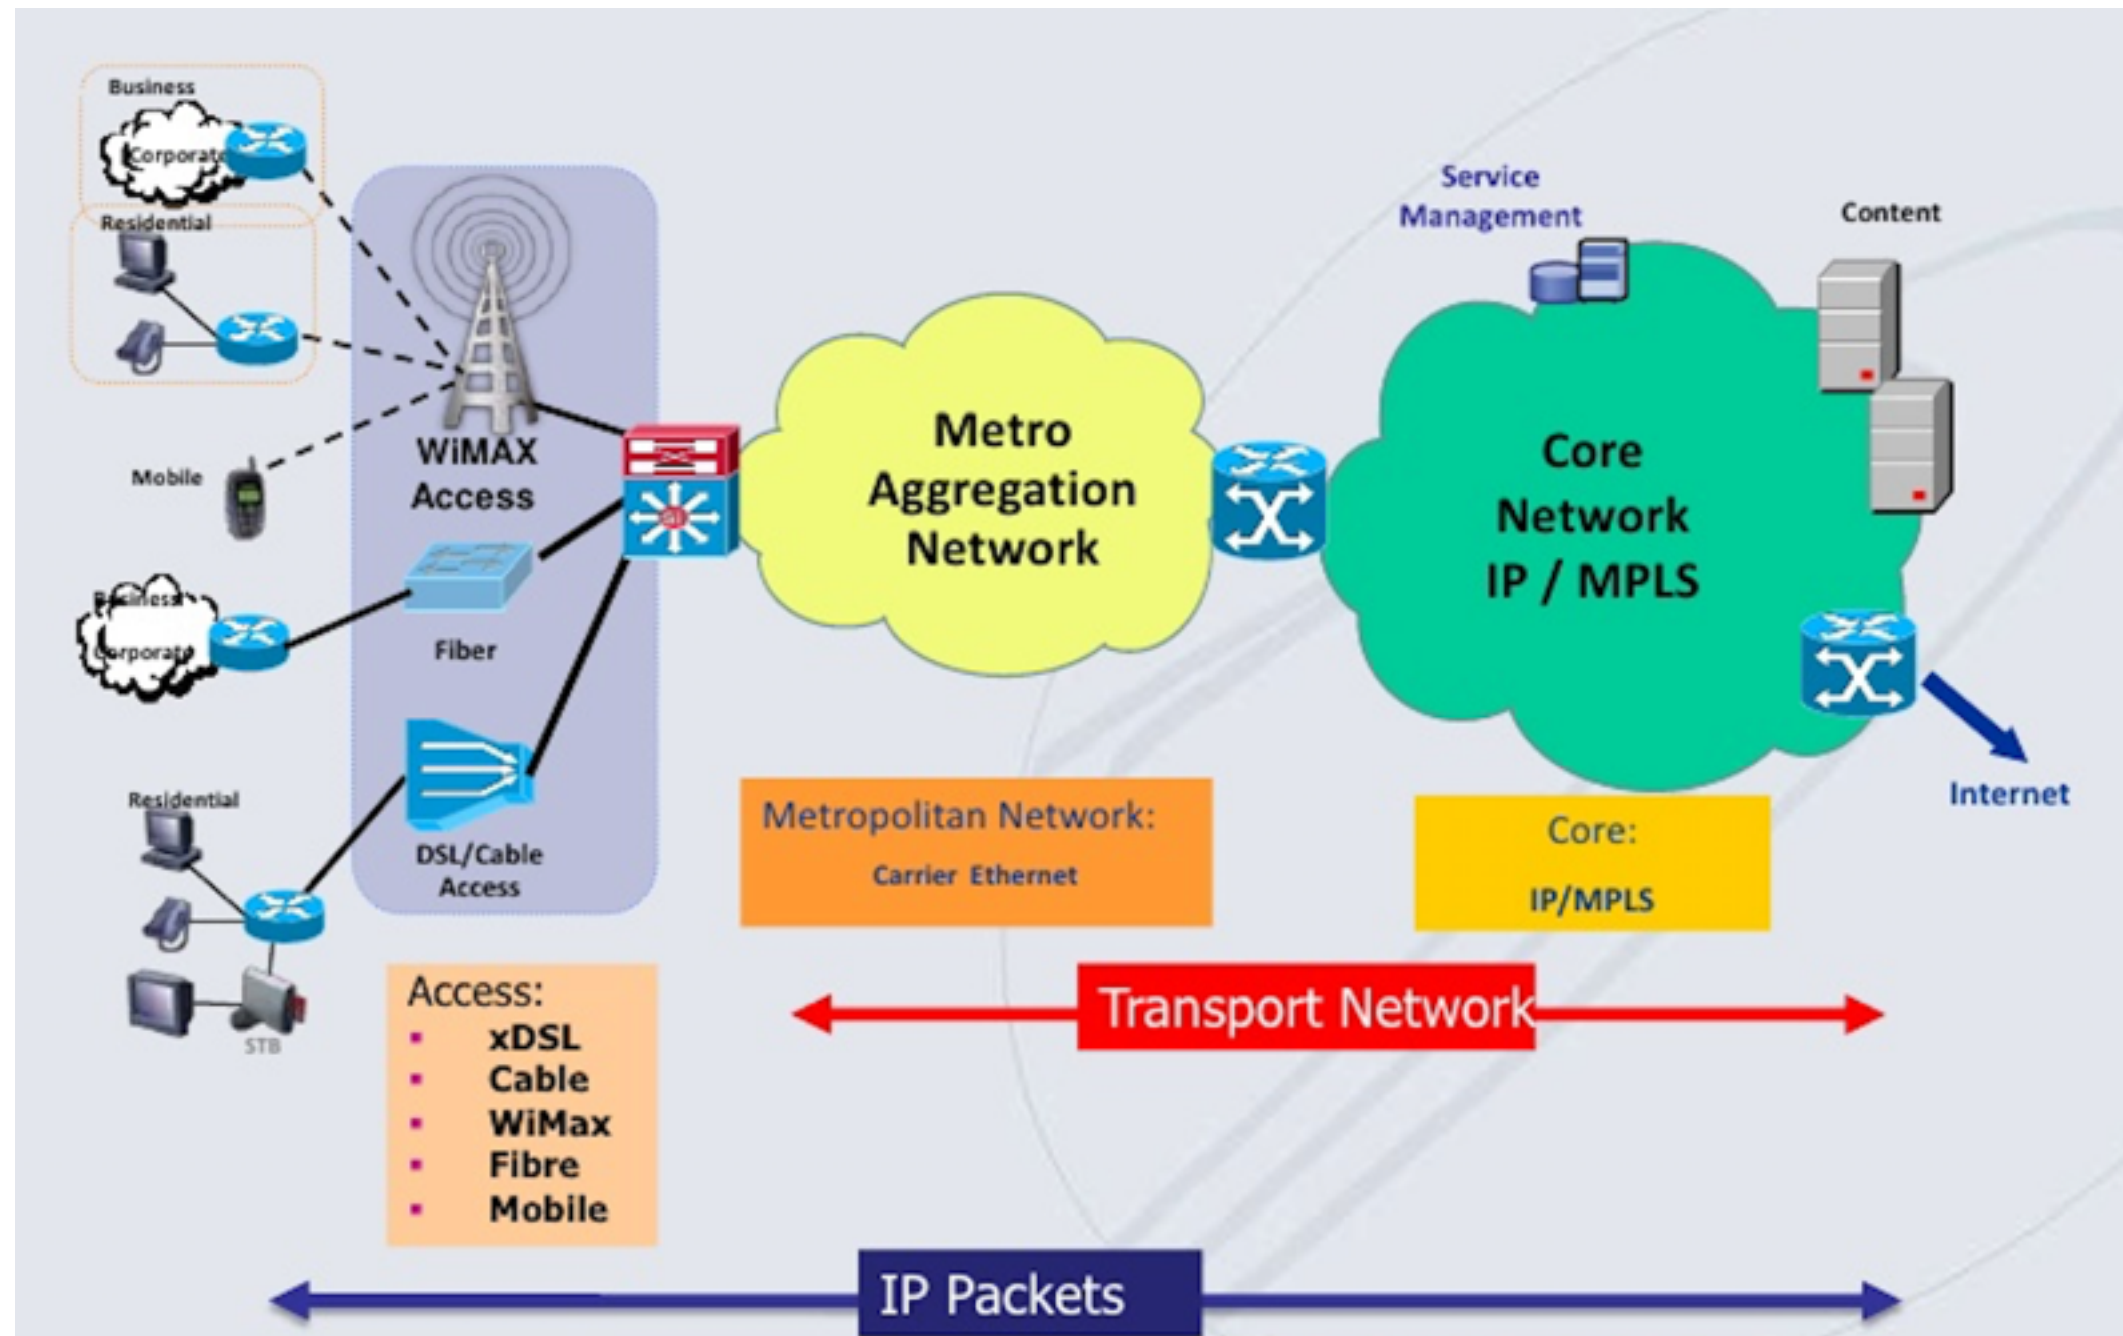 Business
Corporate
Residential
Mobile
WiMAX
Access
Business
Corporate
Fiber
Residential
STB
DSL/Cable
Access
Metro
Aggregation
Network
Service
Management
Content
Core
Network
IP / MPLS
Internet
Metropolitan Network:
Carrier Ethernet
Core:
IP/MPLS
Transport Network
Access:
▪ xDSL
▪ Cable
▪ WiMax
▪ Fibre
▪ Mobile
IP Packets